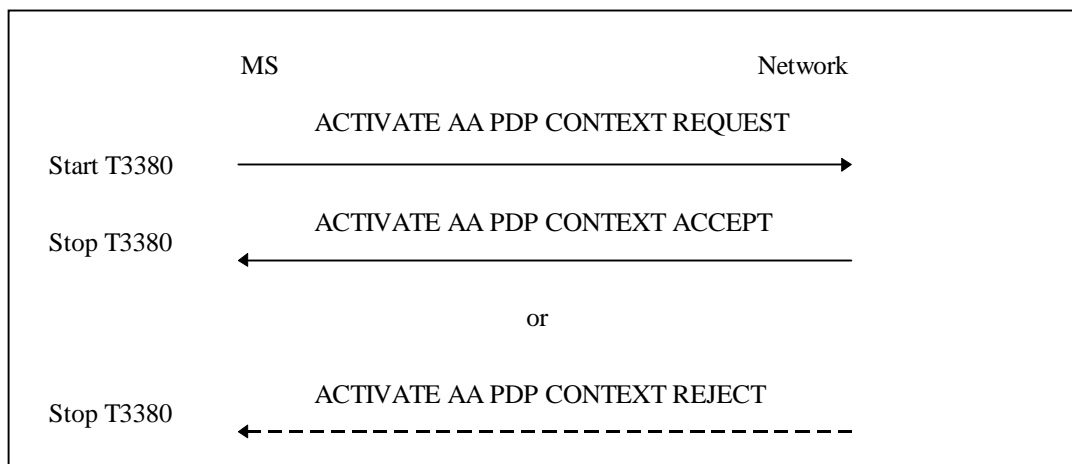 MS Network
ACTIVATE AA PDP CONTEXT REQUEST
Start T3380
ACTIVATE AA PDP CONTEXT ACCEPT
Stop T3380
or
ACTIVATE AA PDP CONTEXT REJECT
Stop T3380